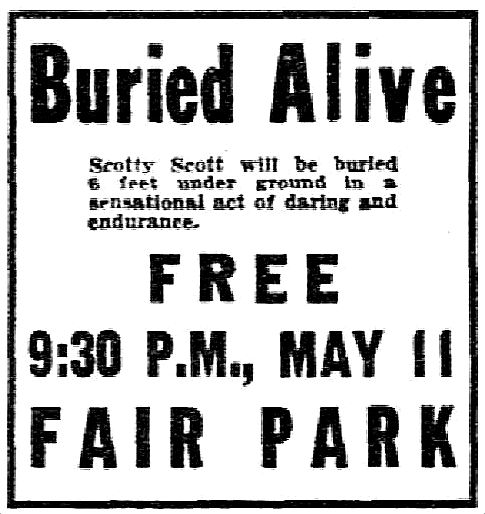 Buried Alive
Scotty Scott will be buried
6 feet under ground in a
sensational act of daring and
endurance.
FREE
9:30 P.M., MAY 11
FAIR PARK